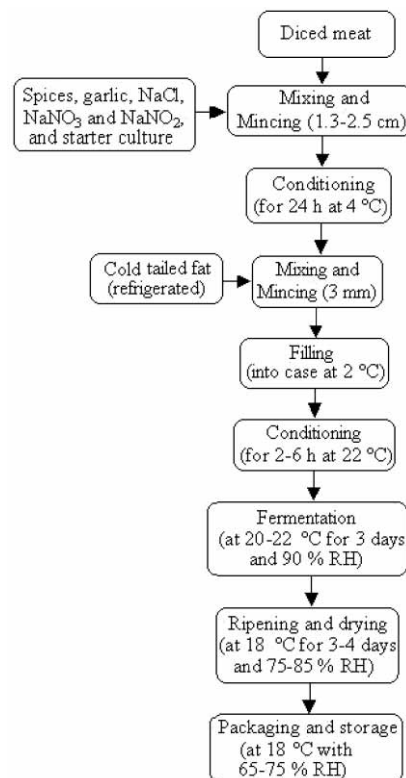 Diced meat
Spices, garlic, NaCl,
NaNO₃ and NaNO₂,
and starter culture
Mixing and
Mincing (1.3-2.5 cm)
Conditioning
(for 24 h at 4 °C)
Cold tailed fat
(refrigerated)
Mixing and
Mincing (3 mm)
Filling
(into case at 2 °C)
Conditioning
(for 2-6 h at 22 °C)
Fermentation
(at 20-22 °C for 3 days
and 90 % RH)
Ripening and drying
(at 18 °C for 3-4 days
and 75-85 % RH)
Packaging and storage
(at 18 °C with
65-75 % RH)